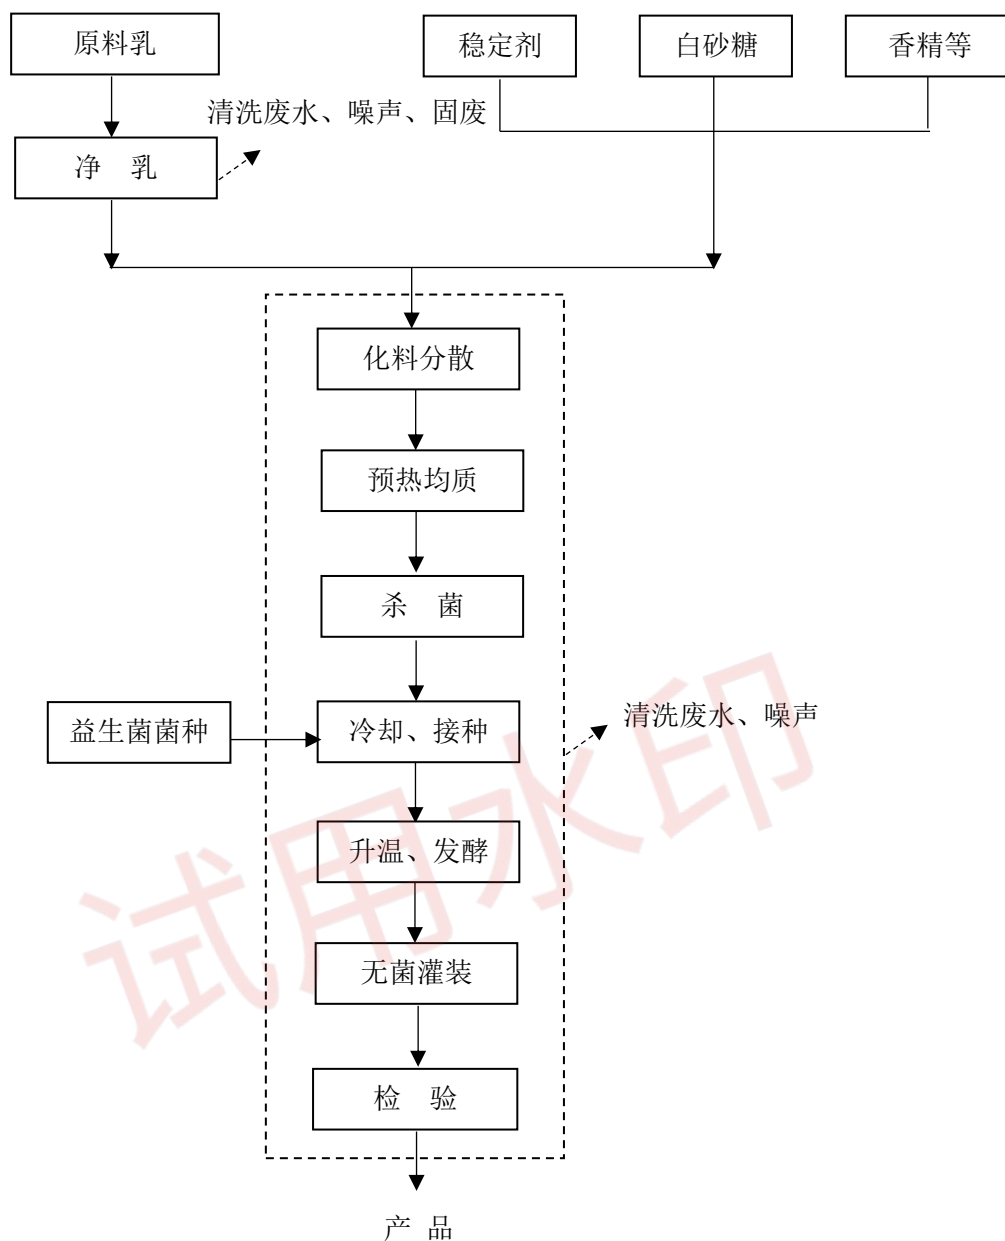 原料乳
稳定剂
白砂糖
香精等
清洗废水、噪声、固废
净 乳
化料分散
预热均质
杀 菌
益生菌菌种
冷却、接种
清洗废水、噪声
升温、发酵
无菌灌装
检 验
产 品
试用水印